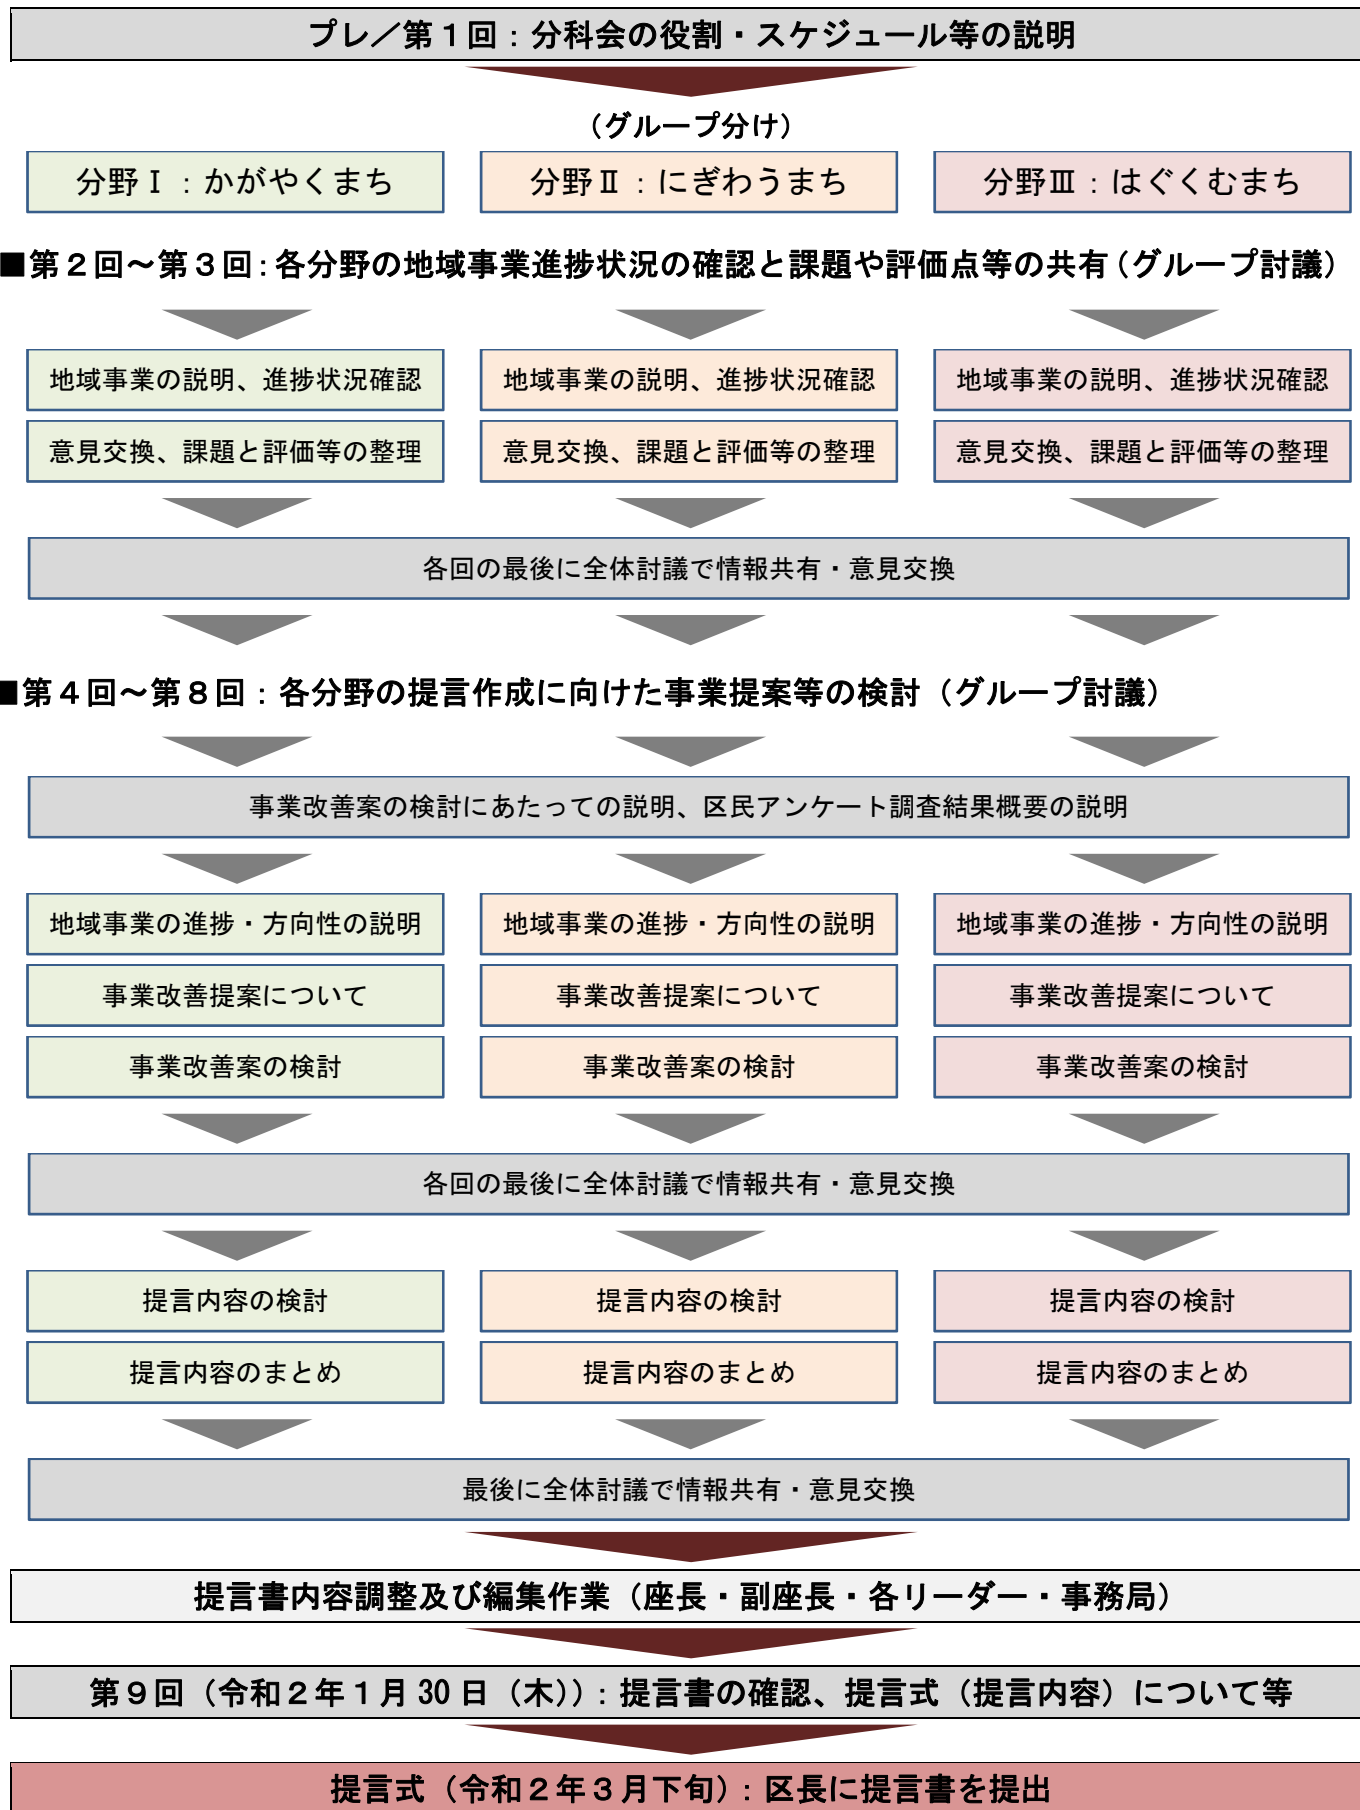 プレ／第１回：分科会の役割・スケジュール等の説明
（グループ分け）
分野Ⅰ：かがやくまち
分野Ⅱ：にぎわうまち
分野Ⅲ：はぐくむまち
■第２回～第３回：各分野の地域事業進捗状況の確認と課題や評価点等の共有（グループ討議）
地域事業の説明、進捗状況確認
地域事業の説明、進捗状況確認
地域事業の説明、進捗状況確認
意見交換、課題と評価等の整理
意見交換、課題と評価等の整理
意見交換、課題と評価等の整理
各回の最後に全体討議で情報共有・意見交換
■第４回～第８回：各分野の提言作成に向けた事業提案等の検討（グループ討議）
事業改善案の検討にあたっての説明、区民アンケート調査結果概要の説明
地域事業の進捗・方向性の説明
地域事業の進捗・方向性の説明
地域事業の進捗・方向性の説明
事業改善提案について
事業改善提案について
事業改善提案について
事業改善案の検討
事業改善案の検討
事業改善案の検討
各回の最後に全体討議で情報共有・意見交換
提言内容の検討
提言内容の検討
提言内容の検討
提言内容のまとめ
提言内容のまとめ
提言内容のまとめ
最後に全体討議で情報共有・意見交換
提言書内容調整及び編集作業（座長・副座長・各リーダー・事務局）
第９回（令和２年１月30日（木））：提言書の確認、提言式（提言内容）について等
提言式（令和２年３月下旬）：区長に提言書を提出